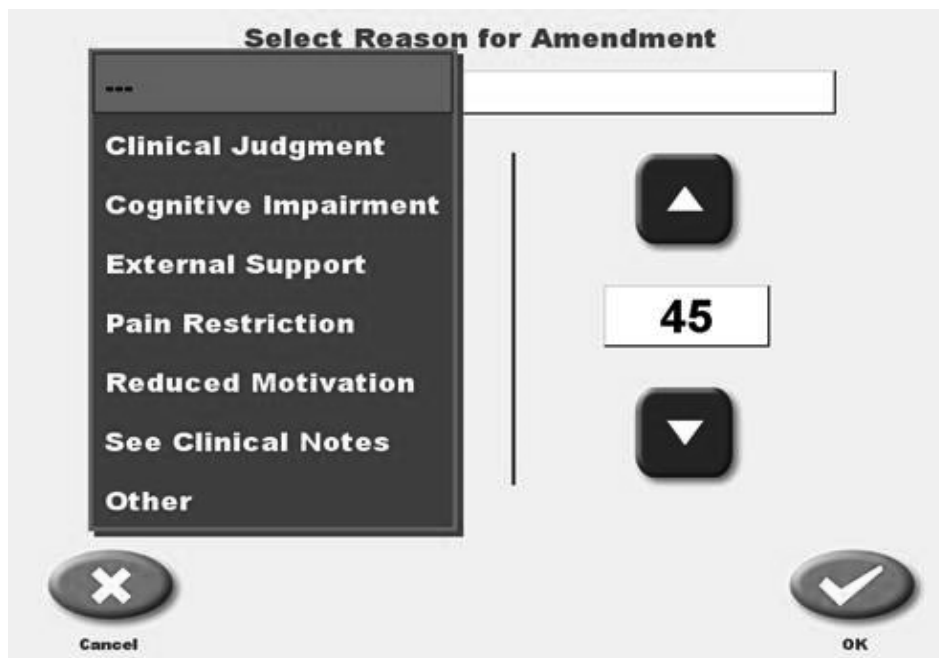 Select Reason for Amendment
---
Clinical Judgment
Cognitive Impairment
External Support
Pain Restriction
Reduced Motivation
See Clinical Notes
Other
45
Cancel
OK